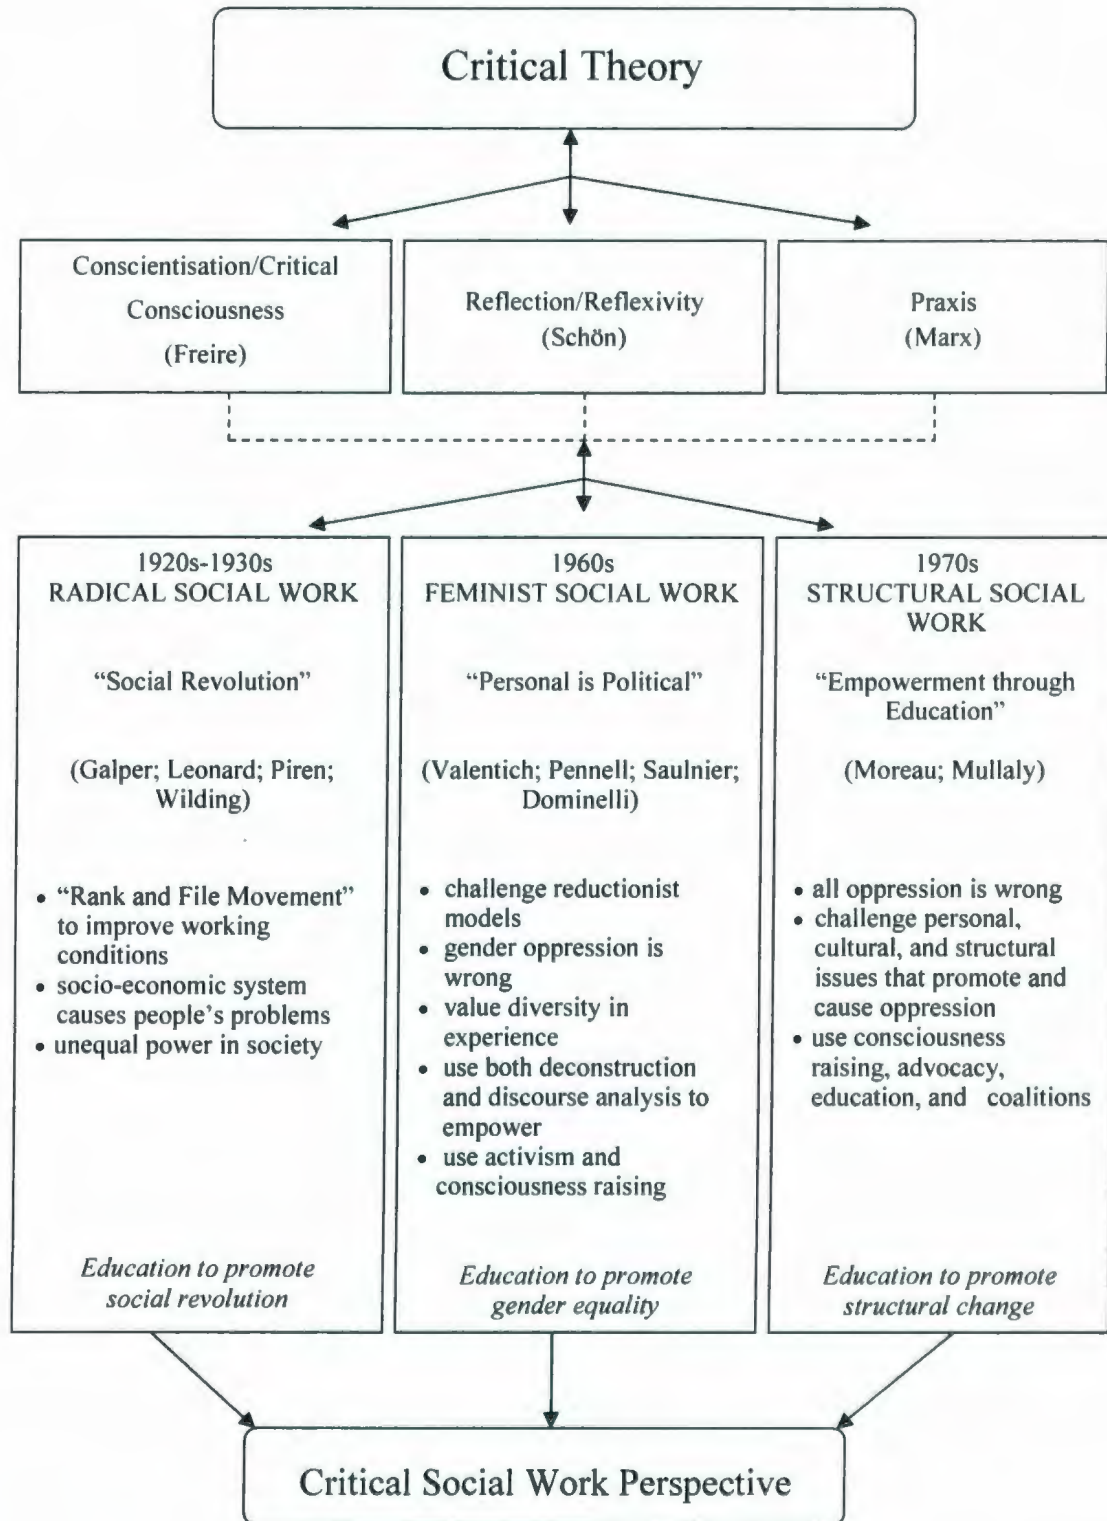 Critical Theory
Conscientisation/Critical
Consciousness
(Freire)
Reflection/Reflexivity
(Schön)
Praxis
(Marx)
1920s-1930s
RADICAL SOCIAL WORK
“Social Revolution”
(Galper; Leonard; Piren;
Wilding)
• “Rank and File Movement”
to improve working
conditions
• socio-economic system
causes people’s problems
• unequal power in society
Education to promote
social revolution
1960s
FEMINIST SOCIAL WORK
“Personal is Political”
(Valentich; Pennell; Saulnier;
Dominelli)
• challenge reductionist
models
• gender oppression is
wrong
• value diversity in
experience
• use both deconstruction
and discourse analysis to
empower
• use activism and
consciousness raising
Education to promote
gender equality
1970s
STRUCTURAL SOCIAL
WORK
“Empowerment through
Education”
(Moreau; Mullaly)
• all oppression is wrong
• challenge personal,
cultural, and structural
issues that promote and
cause oppression
• use consciousness
raising, advocacy,
education, and coalitions
Education to promote
structural change
Critical Social Work Perspective